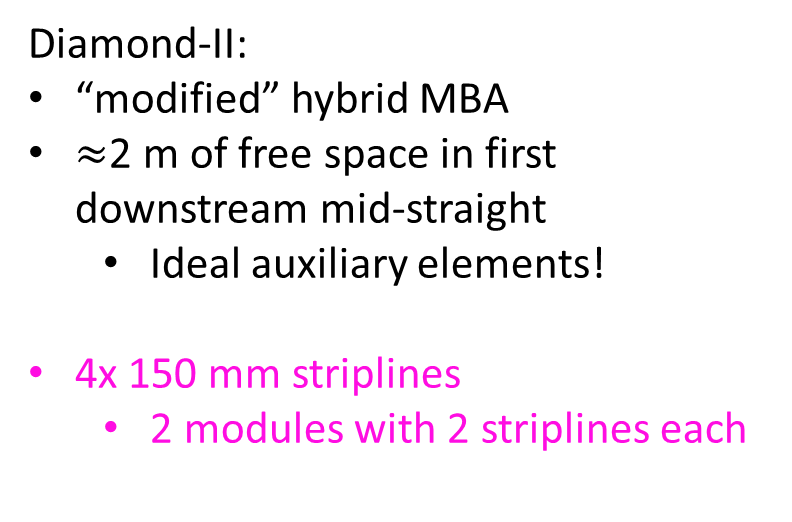 Diamond-II:
• “modified” hybrid MBA
• ≈2 m of free space in first
downstream mid-straight
• Ideal auxiliary elements!
• 4x 150 mm striplines
• 2 modules with 2 striplines each